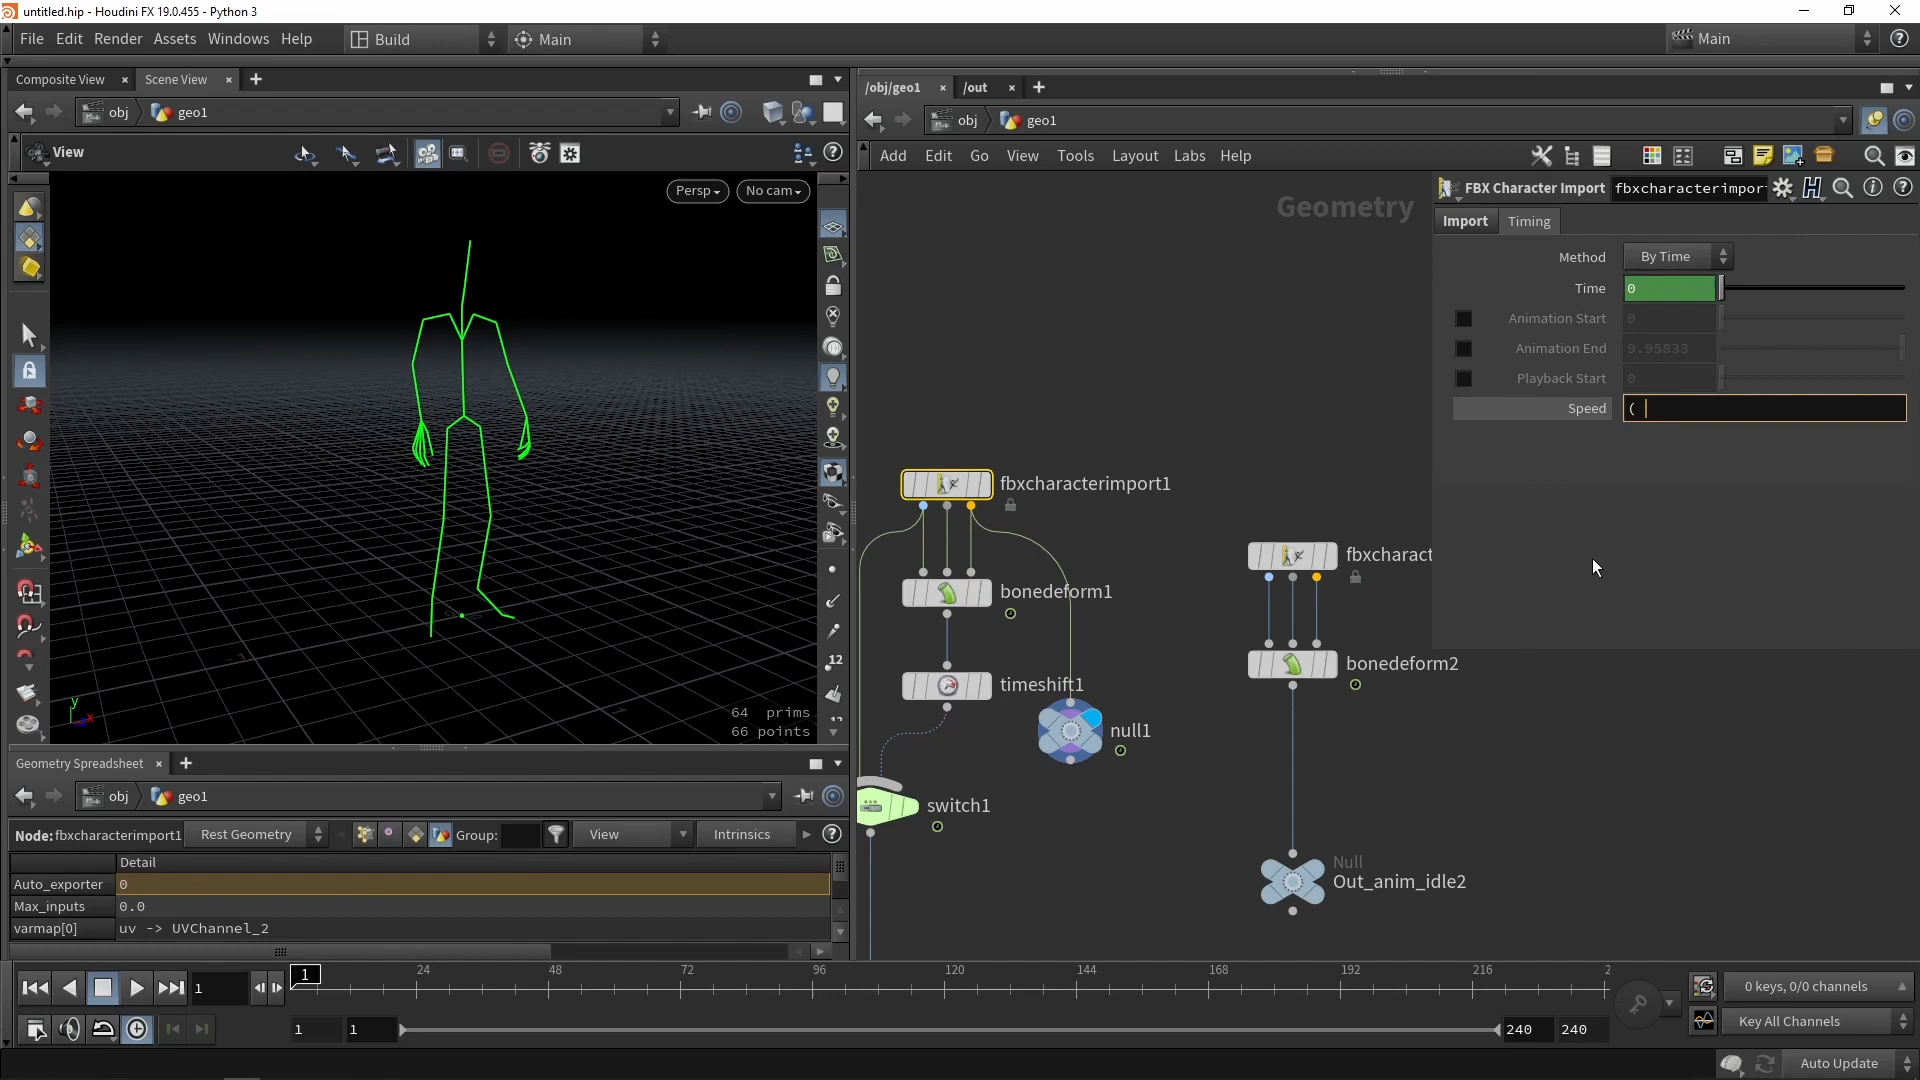 untitled.hip - Houdini FX 19.0.455 - Python 3
File Edit Render Assets Windows Help Build Main Main
Composite View × Scene View × +
obj geo1
View
Persp No cam
64 prims
66 points
y
x
12
Geometry Spreadsheet × +
obj geo1
Node: fbxcharacterimport1 Rest Geometry Group: View Intrinsics
Detail
Auto_exporter 0
Max_inputs 0.0
varmap[0] uv -> UVChannel_2
/obj/geo1 × /out × +
obj geo1
Add Edit Go View Tools Layout Labs Help
Geometry
fbxcharacterimport1
bonedeform1
timeshift1
null1
switch1
fbxcharact
bonedeform2
Null
Out_anim_idle2
FBX Character Import fbxcharacterimpor
Import Timing
Method By Time
Time 0
Animation Start 0
Animation End 9.95833
Playback Start 0
Speed (
1 1 24 48 72 96 120 144 168 192 216 2
0 keys, 0/0 channels
1 1 240 240 Key All Channels
Auto Update